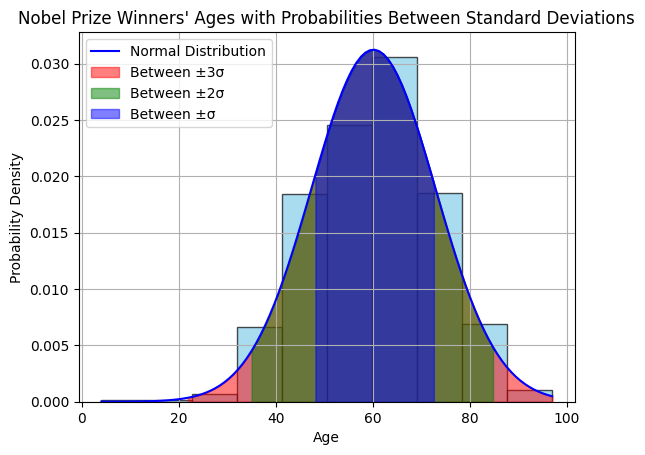 Nobel Prize Winners' Ages with Probabilities Between Standard Deviations
Normal Distribution
Between ±3σ
Between ±2σ
Between ±σ
0.030
0.025
0.020
0.015
0.010
0.005
0.000
Probability Density
0
20
40
60
80
100
Age